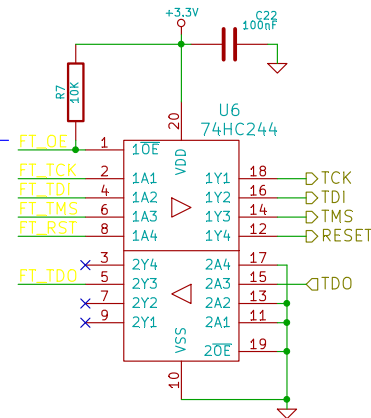 +3.3V
C22
100nF
R7
10K
U6
74HC244
20
VDD
FT_OE 1 1OE
FT_TCK 2 1A1 1Y1 18 TCK
FT_TDI 4 1A2 1Y2 16 TDI
FT_TMS 6 1A3 1Y3 14 TMS
FT_RST 8 1A4 1Y4 12 RESET
3 2Y4 2A4 17
FT_TDO 5 2Y3 2A3 15 TDO
7 2Y2 2A2 13
9 2Y1 2A1 11
VSS
2OE 19
10